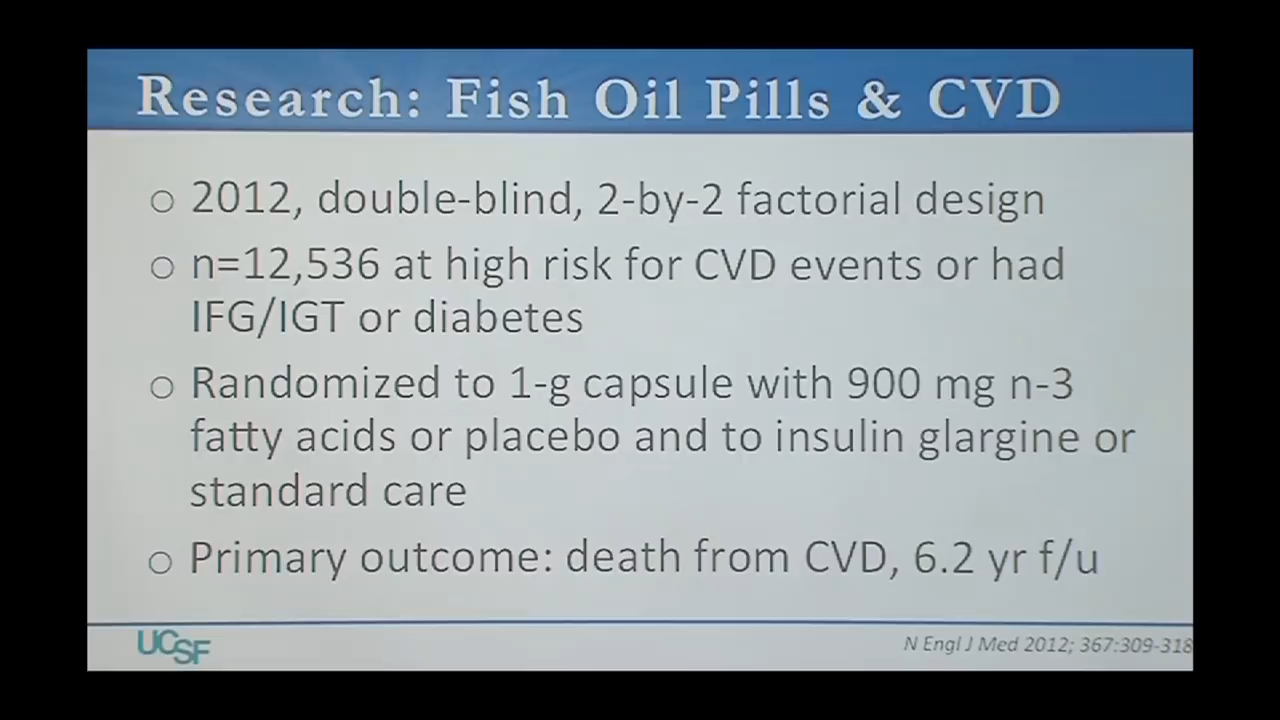 Research: Fish Oil Pills & CVD
○ 2012, double-blind, 2-by-2 factorial design
○ n=12,536 at high risk for CVD events or had
IFG/IGT or diabetes
○ Randomized to 1-g capsule with 900 mg n-3
fatty acids or placebo and to insulin glargine or
standard care
○ Primary outcome: death from CVD, 6.2 yr f/u
UCSF
N Engl J Med 2012; 367:309-318